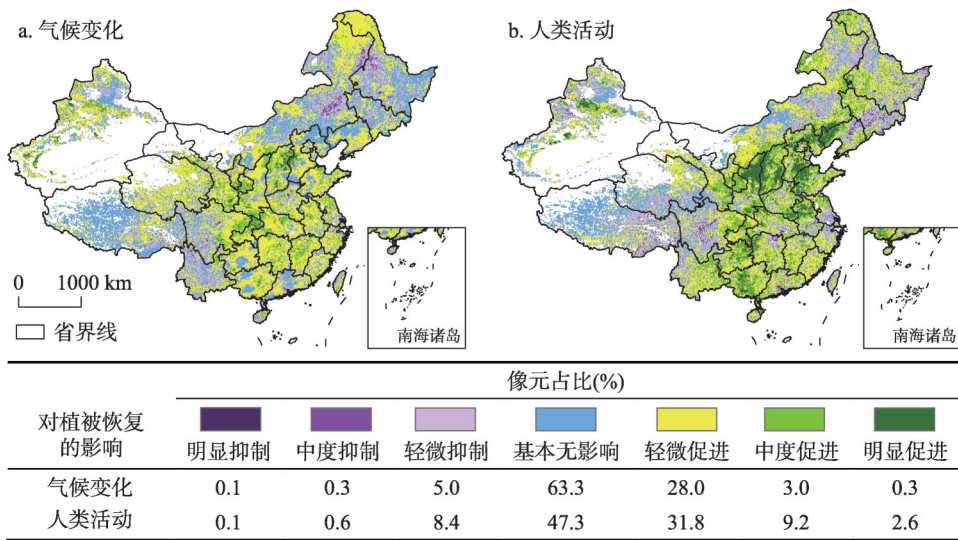 a. 气候变化
b. 人类活动
0 1000 km
省界线
南海诸岛
南海诸岛
像元占比(%)
对植被恢复
的影响
明显抑制 中度抑制 轻微抑制 基本无影响 轻微促进 中度促进 明显促进
气候变化 0.1 0.3 5.0 63.3 28.0 3.0 0.3
人类活动 0.1 0.6 8.4 47.3 31.8 9.2 2.6